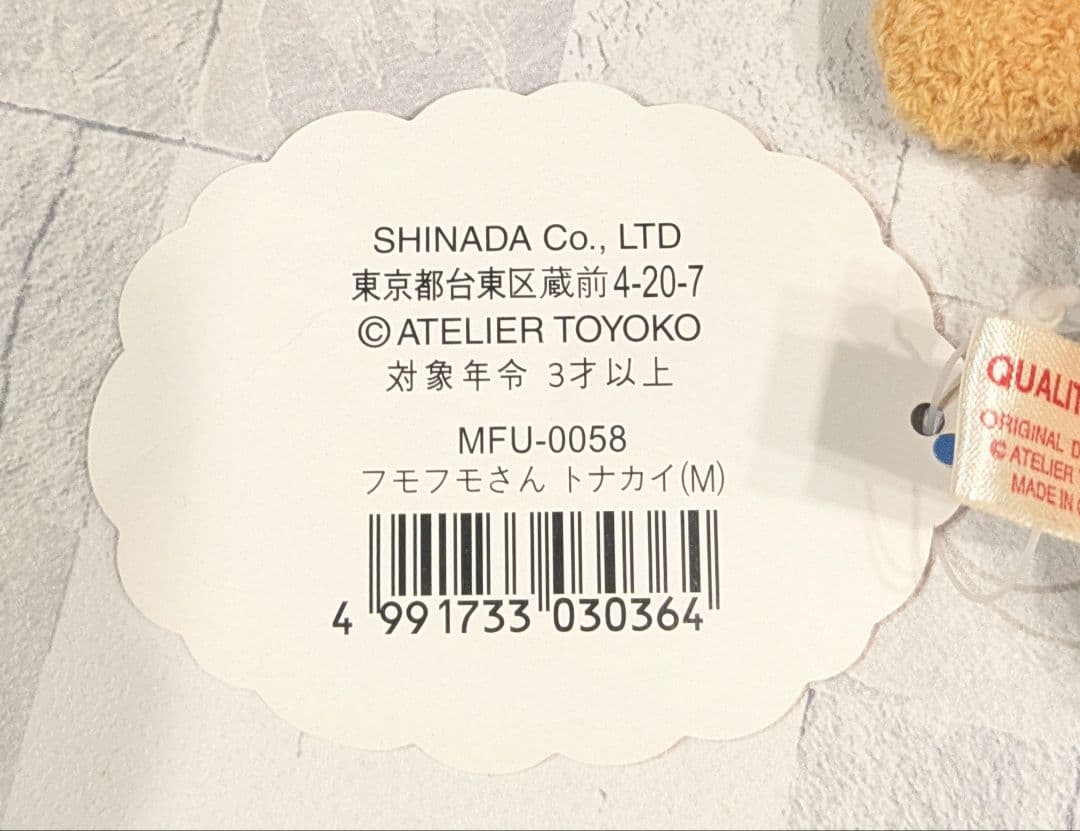 SHINADA Co., LTD
東京都台東区蔵前4-20-7
©ATELIER TOYOKO
対象年令 3才以上
MFU-0058
フモフモさん トナカイ(M)
4 991733 030364
ORIGINAL
© ATELIER
MADE IN